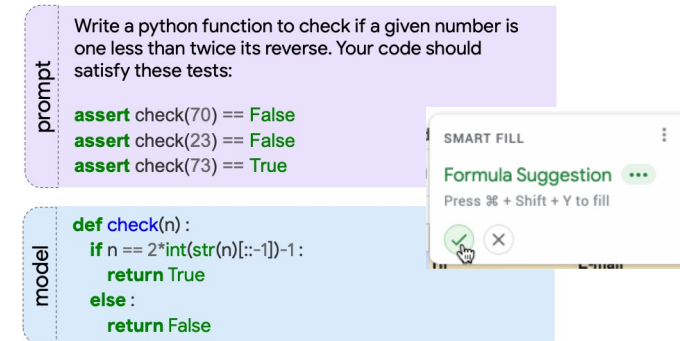 prompt
Write a python function to check if a given number is
one less than twice its reverse. Your code should
satisfy these tests:
assert check(70) == False
assert check(23) == False
assert check(73) == True
SMART FILL
Formula Suggestion ...
Press ⌘ + Shift + Y to fill
E-mail
model
def check(n) :
if n == 2*int(str(n)[::-1])-1 :
return True
else :
return False